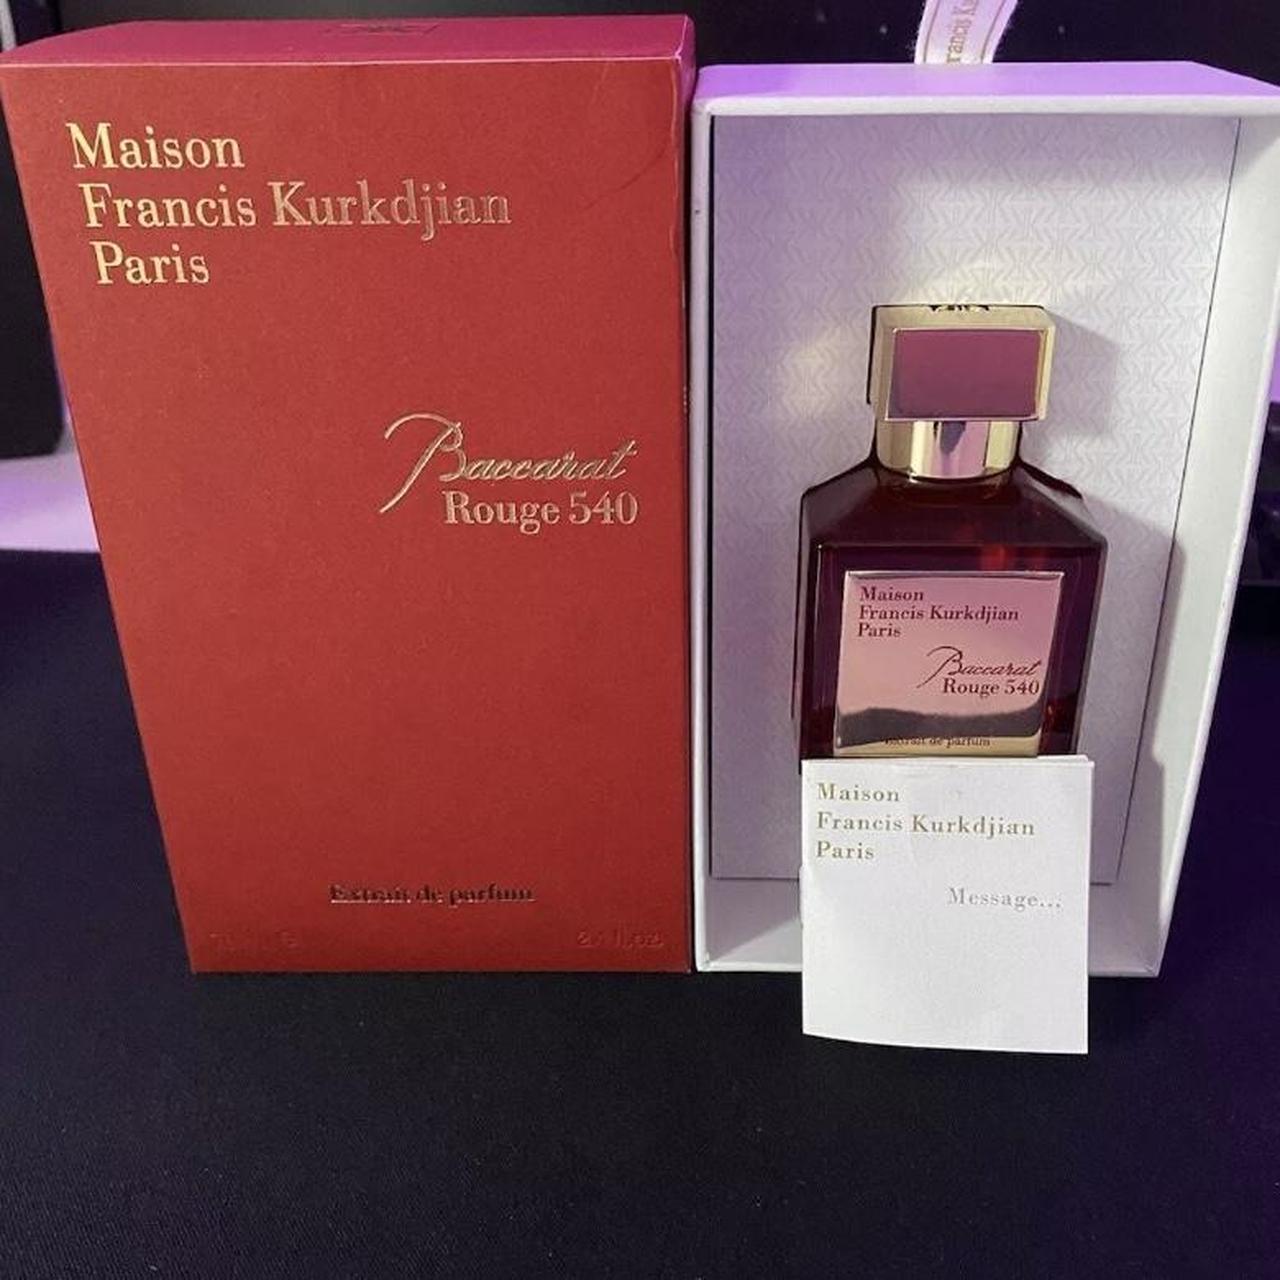 Maison
Francis Kurkdjian
Paris
Baccarat
Rouge 540
Extrait de parfum
Maison
Francis Kurkdjian
Paris
Baccarat
Rouge 540
Extrait de parfum
Maison
Francis Kurkdjian
Paris
Message...